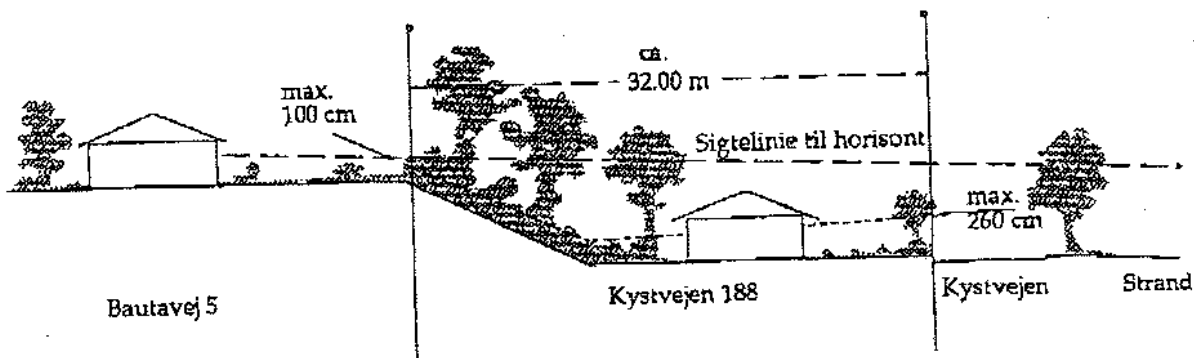 ca.
32.00 m
max.
100 cm
Sigtelinie til horisont
max.
260 cm
Bautavej 5
Kystvejen 188
Kystvejen
Strand